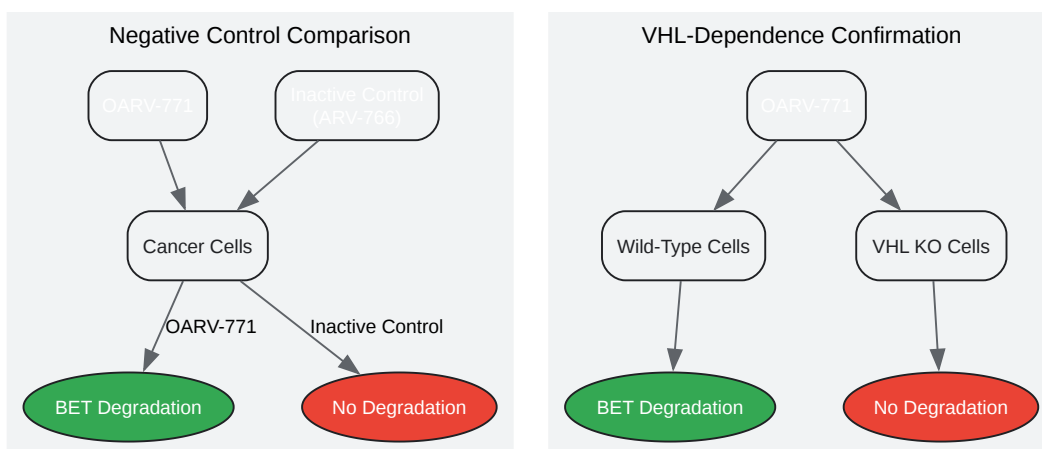 Negative Control Comparison
OARV-771
Inactive Control
(ARV-766)
Cancer Cells
OARV-771
Inactive Control
BET Degradation
No Degradation
VHL-Dependence Confirmation
OARV-771
Wild-Type Cells
VHL KO Cells
BET Degradation
No Degradation